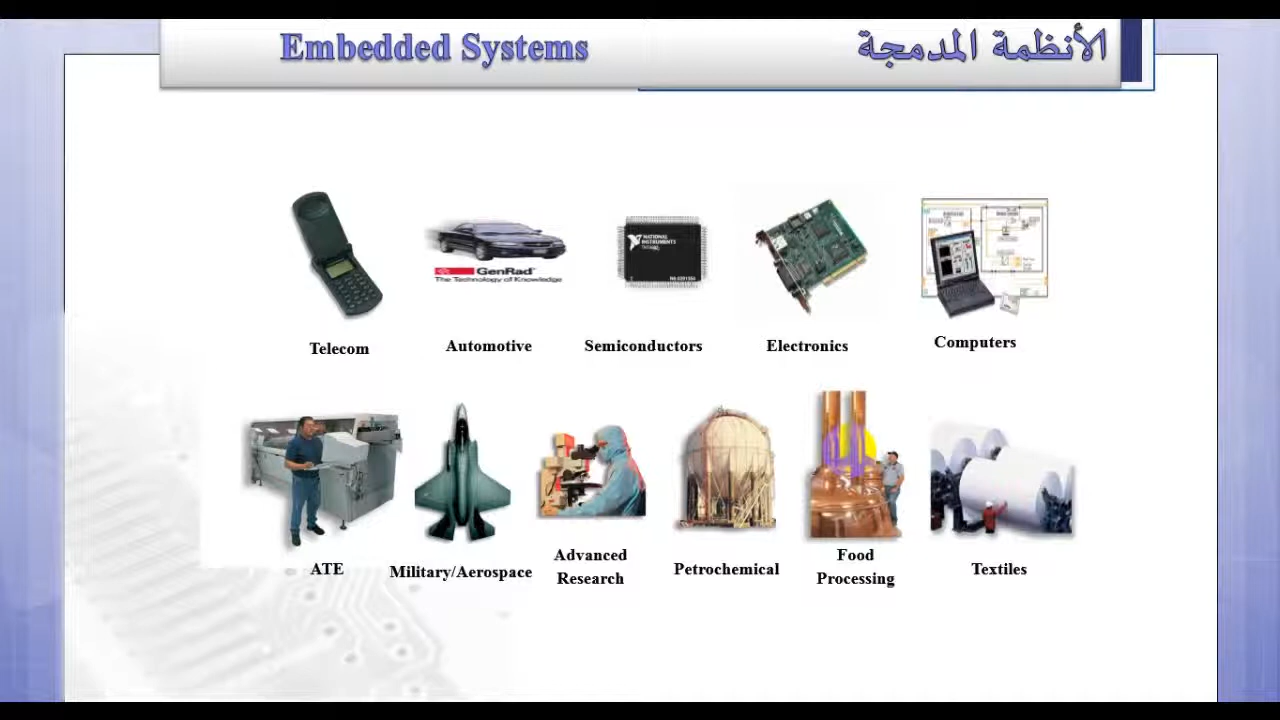 Embedded Systems
الأنظمة المدمجة
GenRad
The Technology of Knowledge
NATIONAL
INSTRUMENTS
Telecom
Automotive
Semiconductors
Electronics
Computers
ATE
Military/Aerospace
Advanced
Research
Petrochemical
Food
Processing
Textiles